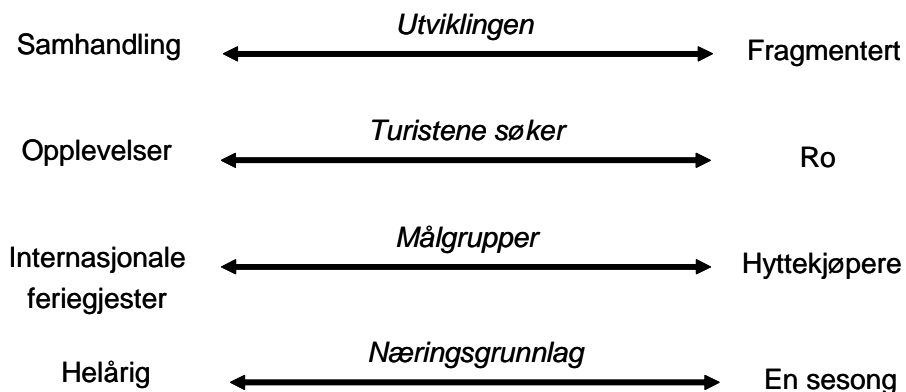 Utviklingen
Samhandling
Fragmentert
Turistene søker
Opplevelser
Ro
Målgrupper
Internasjonale
feriegjester
Hyttekjøpere
Næringsgrunnlag
Helårig
En sesong